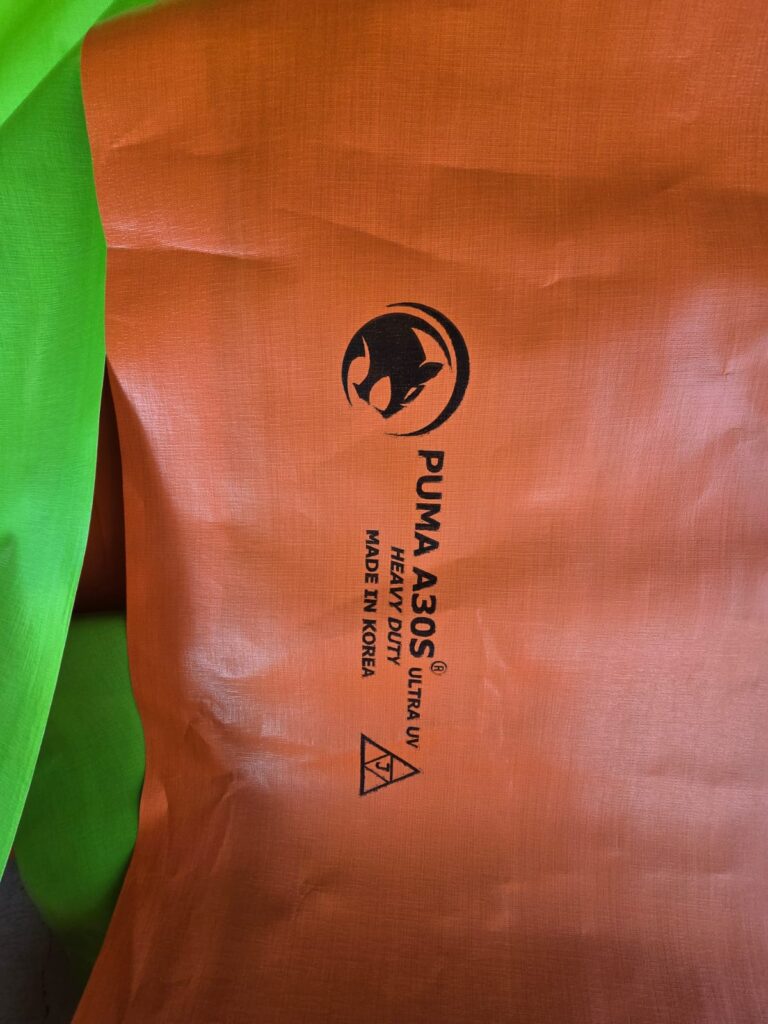 PUMA A30S® ULTRA UV
HEAVY DUTY
MADE IN KOREA
J